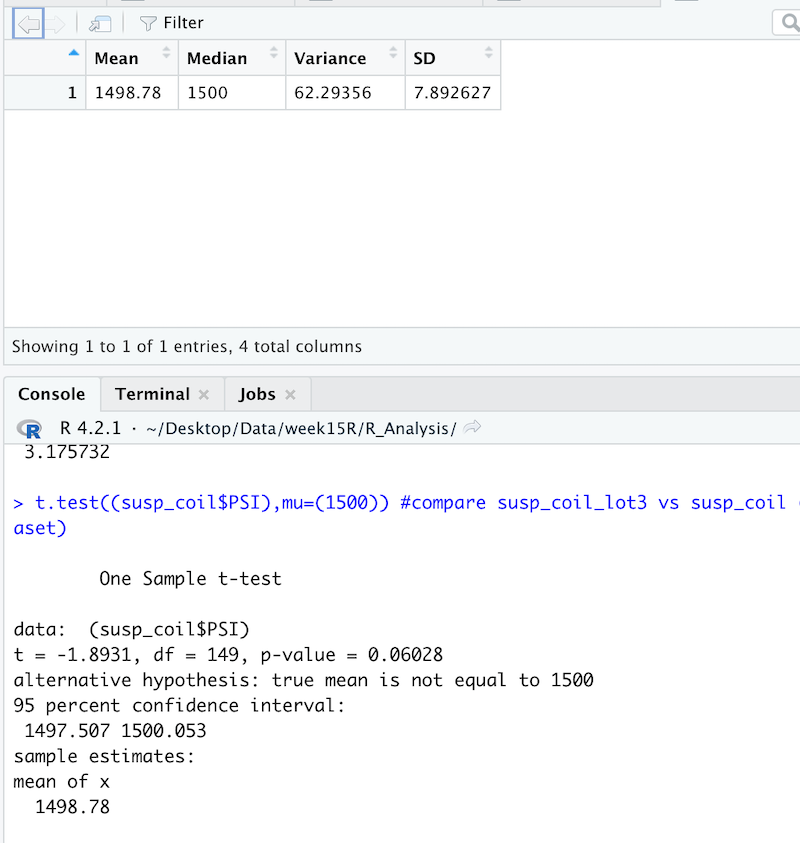 Filter
Mean Median Variance SD
1 1498.78 1500 62.29356 7.892627
Showing 1 to 1 of 1 entries, 4 total columns
Console Terminal × Jobs ×
R R 4.2.1 · ~/Desktop/Data/week15R/R_Analysis/
3.175732
> t.test((susp_coil$PSI),mu=(1500)) #compare susp_coil_lot3 vs susp_coil
aset)
One Sample t-test
data:  (susp_coil$PSI)
t = -1.8931, df = 149, p-value = 0.06028
alternative hypothesis: true mean is not equal to 1500
95 percent confidence interval:
1497.507 1500.053
sample estimates:
mean of x
1498.78